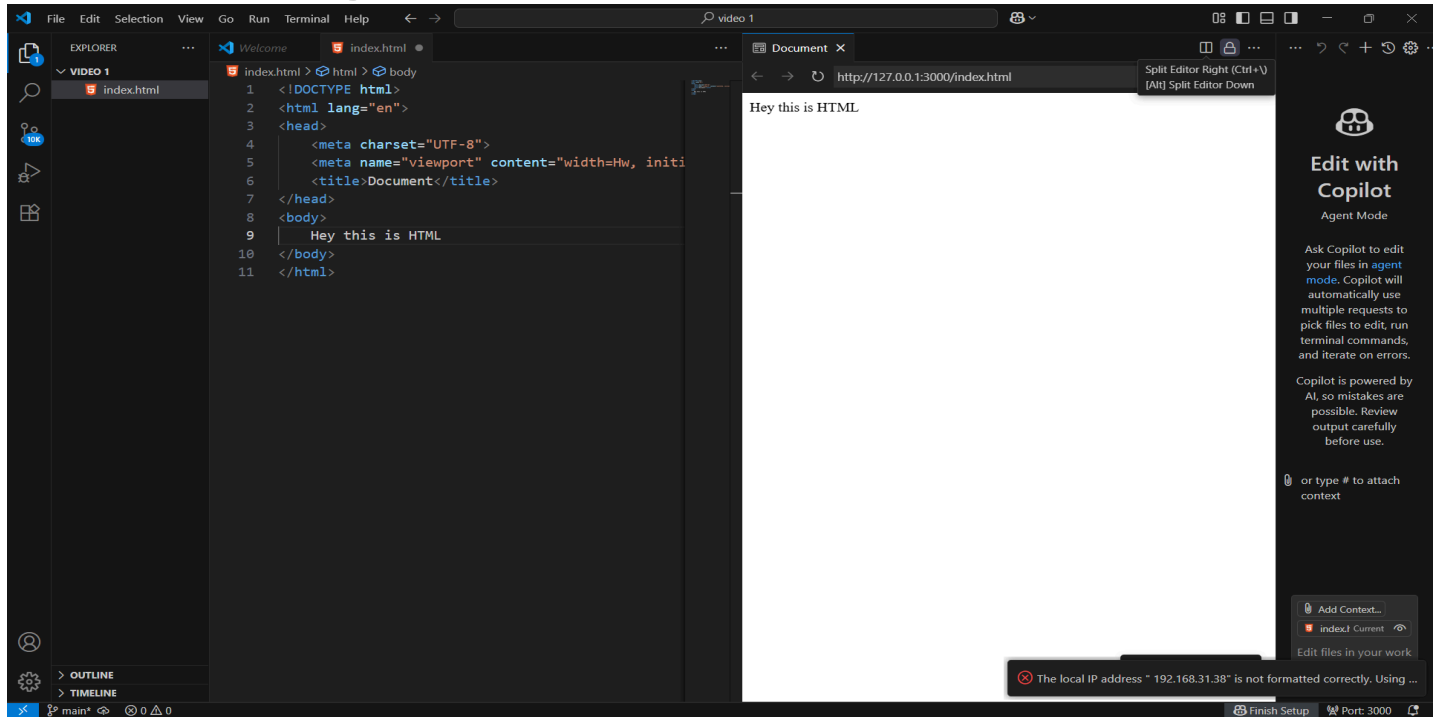 File Edit Selection View Go Run Terminal Help
video 1
EXPLORER
VIDEO 1
index.html
1
10K
OUTLINE
TIMELINE
Welcome
index.html
index.html > html > body
1 <!DOCTYPE html>
2 <html lang="en">
3 <head>
4 <meta charset="UTF-8">
5 <meta name="viewport" content="width=Hw, initi
6 <title>Document</title>
7 </head>
8 <body>
9 Hey this is HTML
10 </body>
11 </html>
Document
http://127.0.0.1:3000/index.html
Split Editor Right (Ctrl+\)
[Alt] Split Editor Down
Hey this is HTML
Edit with
Copilot
Agent Mode
Ask Copilot to edit
your files in agent
mode. Copilot will
automatically use
multiple requests to
pick files to edit, run
terminal commands,
and iterate on errors.
Copilot is powered by
AI, so mistakes are
possible. Review
output carefully
before use.
or type # to attach
context
Add Context...
index.h Current
Edit files in your work
The local IP address " 192.168.31.38" is not formatted correctly. Using ...
main* 0 0
Finish Setup Port: 3000